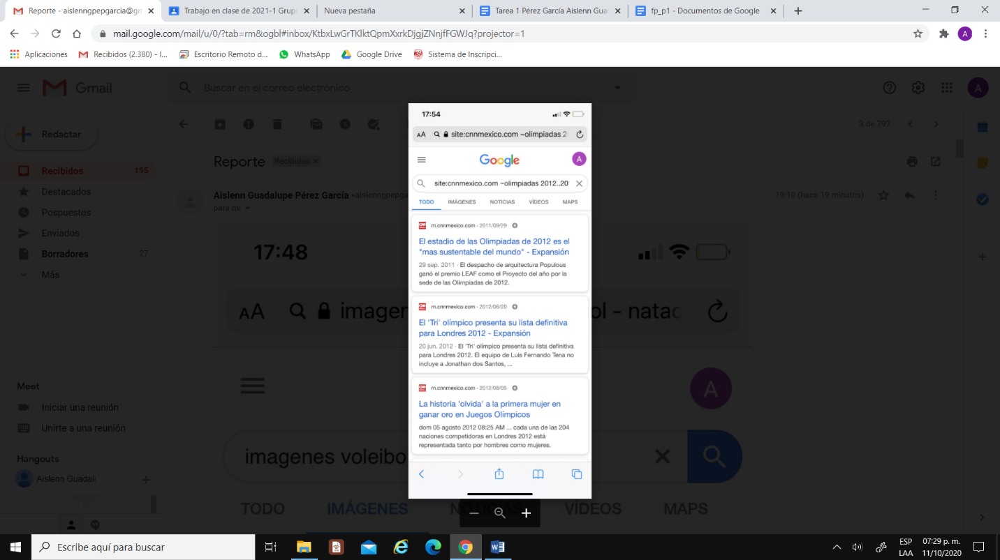 Reporte - aislenngpepgarcia@gm
Trabajo en clase de 2021-1 Grupo
Nueva pestaña
Tarea 1 Pérez García Aislenn Gua
fp_p1 - Documentos de Google
mail.google.com/mail/u/0/?tab=rm&ogbl#inbox/KtbxLwGrTKlktQpmXxrkDjgjZNnjfFGWJq?projector=1
A
Aplicaciones
Recibidos (2.380) - l...
Escritorio Remoto d...
WhatsApp
Google Drive
Sistema de Inscripci...
Gmail
Buscar en el correo electrónico
A
Redactar
3 de 797
Recibidos 195
Destacados
Pospuestos
Enviados
Borradores 27
Más
Reporte
Recibidos
Aislenn Guadalupe Pérez García <aislenngpepga
para mí
19:10 (hace 19 minutos)
17:48
AA
imagen
ol - natac
A
imagenes voleibo
TODO
IMÁGENES
NOTICIAS
VÍDEOS
MAPS
Meet
Iniciar una reunión
Unirte a una reunión
Hangouts
Aislenn Guadalu
17:54
AA site:cnnmexico.com ~olimpiadas 2
Google
A
site:cnnmexico.com ~olimpiadas 2012..20
TODO IMÁGENES NOTICIAS VÍDEOS MAPS
m.cnnmexico.com › 2011/09/29
El estadio de las Olimpiadas de 2012 es el
"mas sustentable del mundo" - Expansión
29 sep. 2011 · El despacho de arquitectura Populous
ganó el premio LEAF como el Proyecto del año por la
sede de las Olimpiadas de 2012.
m.cnnmexico.com › 2012/06/20
El 'Tri' olímpico presenta su lista definitiva
para Londres 2012 - Expansión
20 jun. 2012 · El 'Tri' olímpico presenta su lista definitiva
para Londres 2012. El equipo de Luis Fernando Tena no
incluye a Jonathan dos Santos, ...
m.cnnmexico.com › 2012/08/05
La historia 'olvida' a la primera mujer en
ganar oro en Juegos Olímpicos
dom 05 agosto 2012 08:25 AM ... cada una de las 204
naciones competidoras en Londres 2012 está
representada tanto por hombres como mujeres.
Escribe aquí para buscar
ESP
LAA
07:29 p. m.
11/10/2020